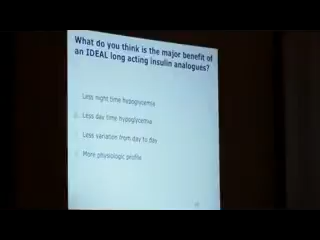 What do you think is the major benefit of
an IDEAL long acting insulin analogues?
Less night time hypoglycemia
Less day time hypoglycemia
Less variation from day to day
More physiologic profile